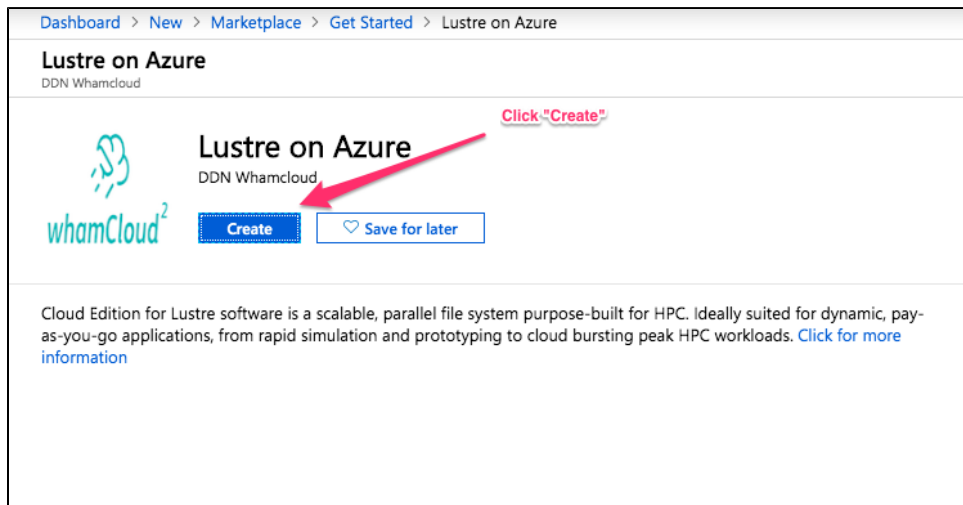 Dashboard > New > Marketplace > Get Started > Lustre on Azure
Lustre on Azure
DDN Whamcloud
Click "Create"
Lustre on Azure
DDN Whamcloud
whamCloud2
Create
Save for later
Cloud Edition for Lustre software is a scalable, parallel file system purpose-built for HPC. Ideally suited for dynamic, pay-
as-you-go applications, from rapid simulation and prototyping to cloud bursting peak HPC workloads. Click for more
information